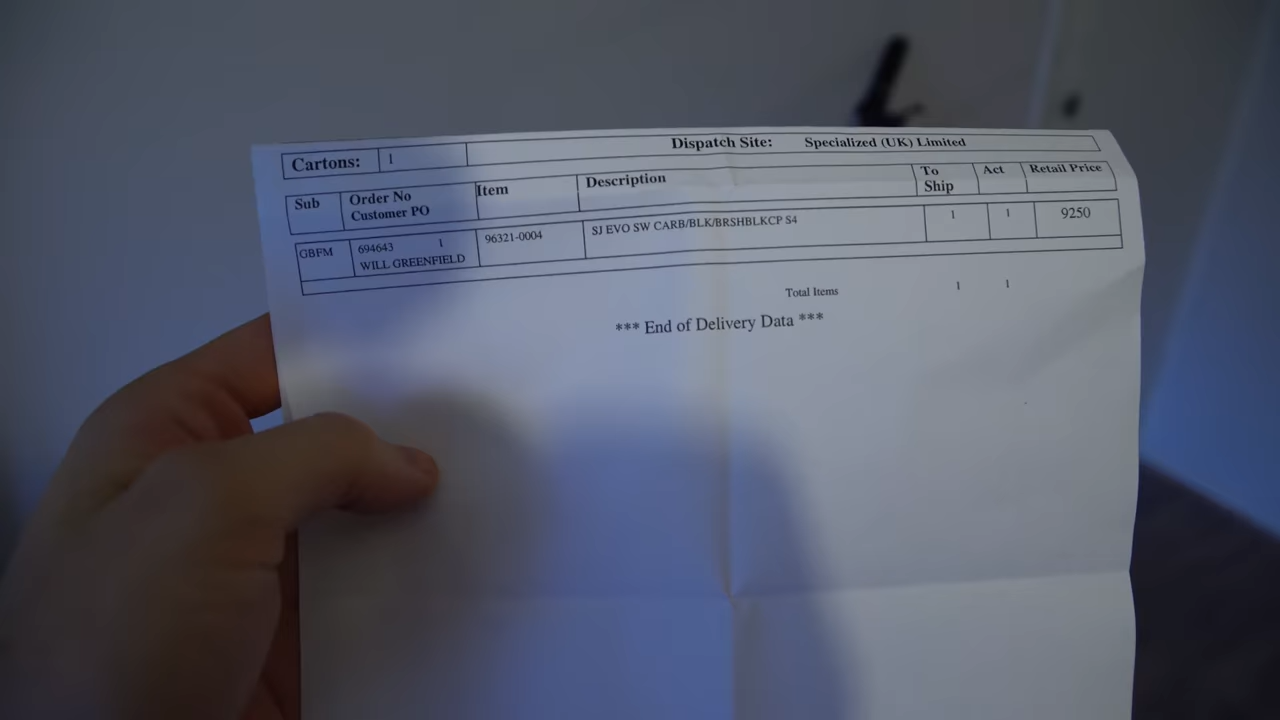 Cartons: 1 Dispatch Site: Specialized (UK) Limited
Sub Order No Customer PO Item Description To Ship Act Retail Price
GBFM 694643 1 96321-0004 SJ EVO SW CARB/BLK/BRSHBLKCP S4 1 1 9250
WILL GREENFIELD
Total Items 1 1
*** End of Delivery Data ***